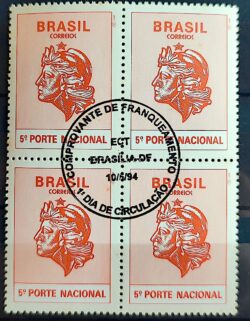 BRASIL
CORREIOS
5º PORTE NACIONAL
BRASIL
CORREIOS
5º PORTE NACIONAL
COMPROVANTE DE FRANQUEAMENTO
ECT
BRASÍLIA-DF
10/5/94
1º DIA DE CIRCULAÇÃO
BRASIL
CORREIOS
5º PORTE NACIONAL
BRASIL
CORREIOS
5º PORTE NACIONAL